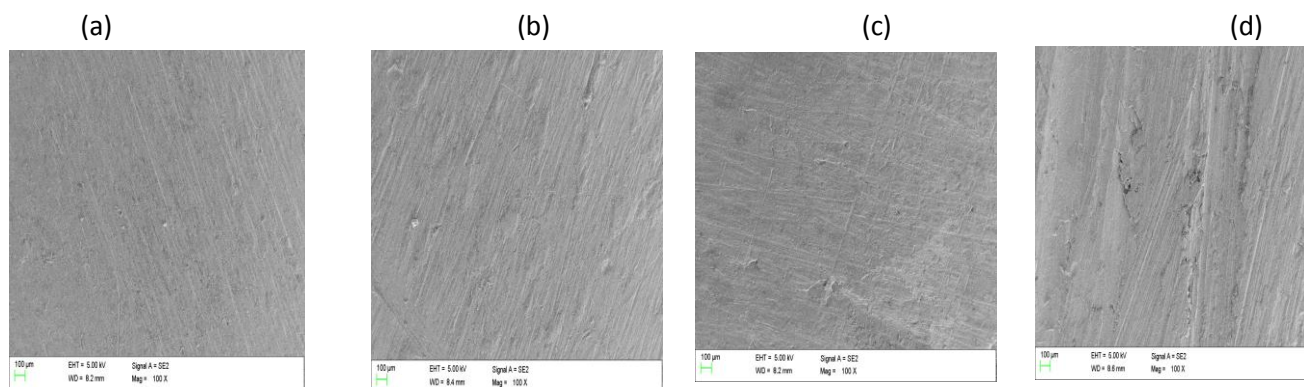 (a) (b) (c) (d)
100 µm EHT = 5.00 kV Signal A = SE2
WD = 8.2 mm Mag = 100 X
100 µm EHT = 5.00 kV Signal A = SE2
WD = 8.4 mm Mag = 100 X
100 µm EHT = 5.00 kV Signal A = SE2
WD = 8.2 mm Mag = 100 X
100 µm EHT = 5.00 kV Signal A = SE2
WD = 8.6 mm Mag = 100 X